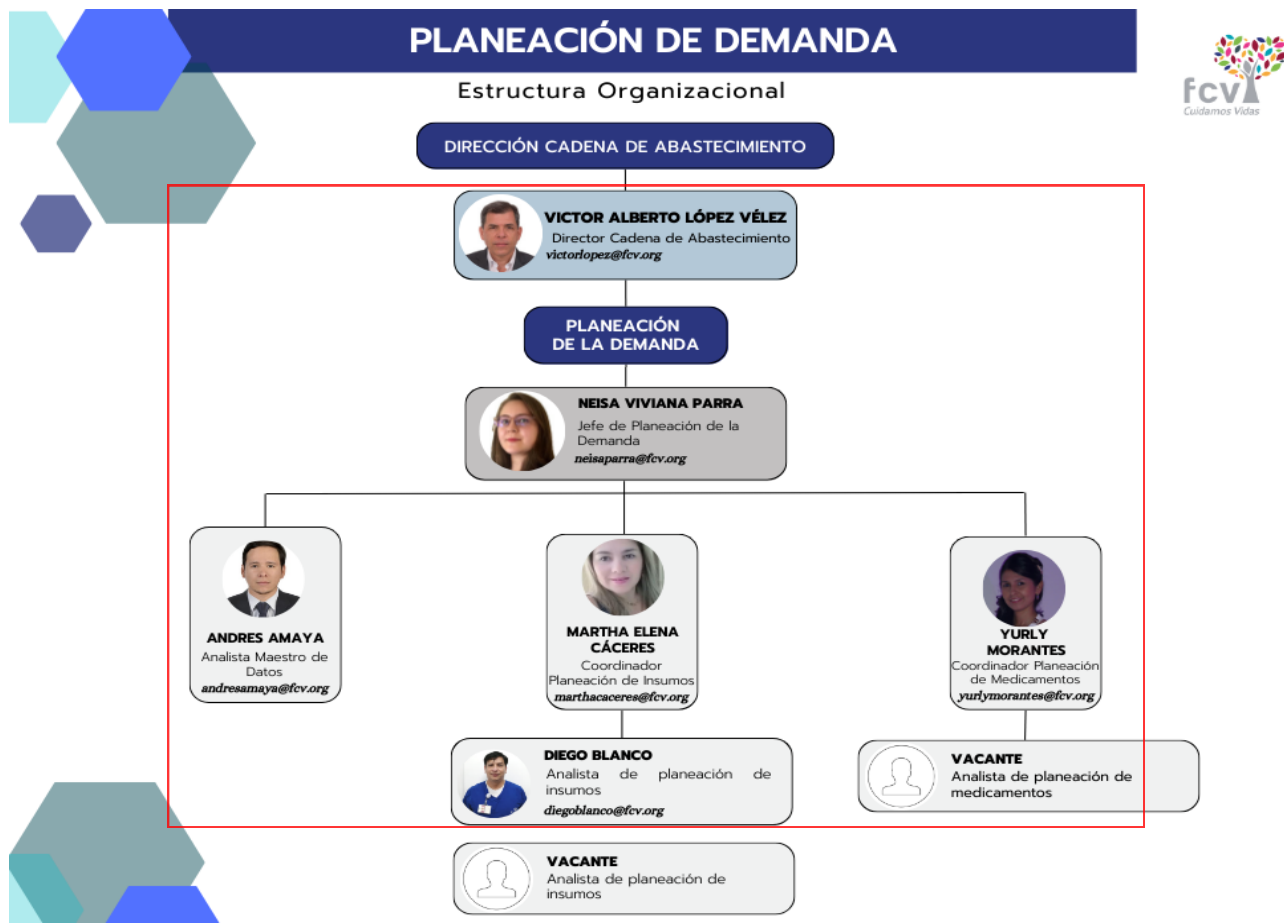 PLANEACIÓN DE DEMANDA
Estructura Organizacional
fcv
Cuidamos Vidas
DIRECCIÓN CADENA DE ABASTECIMIENTO
VICTOR ALBERTO LÓPEZ VÉLEZ
Director Cadena de Abastecimiento
victorlopez@fcv.org
PLANEACIÓN
DE LA DEMANDA
NEISA VIVIANA PARRA
Jefe de Planeación de la
Demanda
neisaparra@fcv.org
ANDRES AMAYA
Analista Maestro de
Datos
andresamaya@fcv.org
MARTHA ELENA
CÁCERES
Coordinador
Planeación de Insumos
marthacaceres@fcv.org
YURLY
MORANTES
Coordinador Planeación
de Medicamentos
yurlymorantes@fcv.org
DIEGO BLANCO
Analista de planeación de
insumos
diegoblanco@fcv.org
VACANTE
Analista de planeación de
medicamentos
VACANTE
Analista de planeación de
insumos